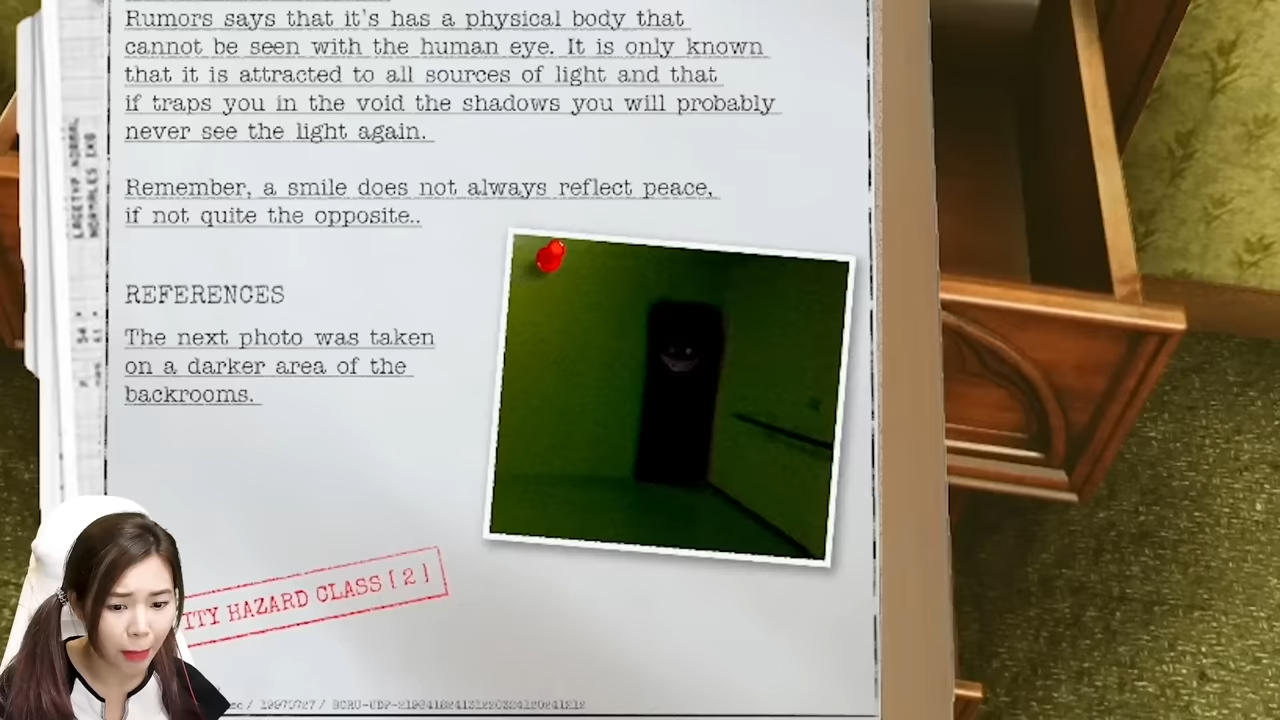 Rumors says that it's has a physical body that
cannot be seen with the human eye. It is only known
that it is attracted to all sources of light and that
if traps you in the void the shadows you will probably
never see the light again.
Remember, a smile does not always reflect peace,
if not quite the opposite..
REFERENCES
The next photo was taken
on a darker area of the
backrooms.
ITY HAZARD CLASS [2]